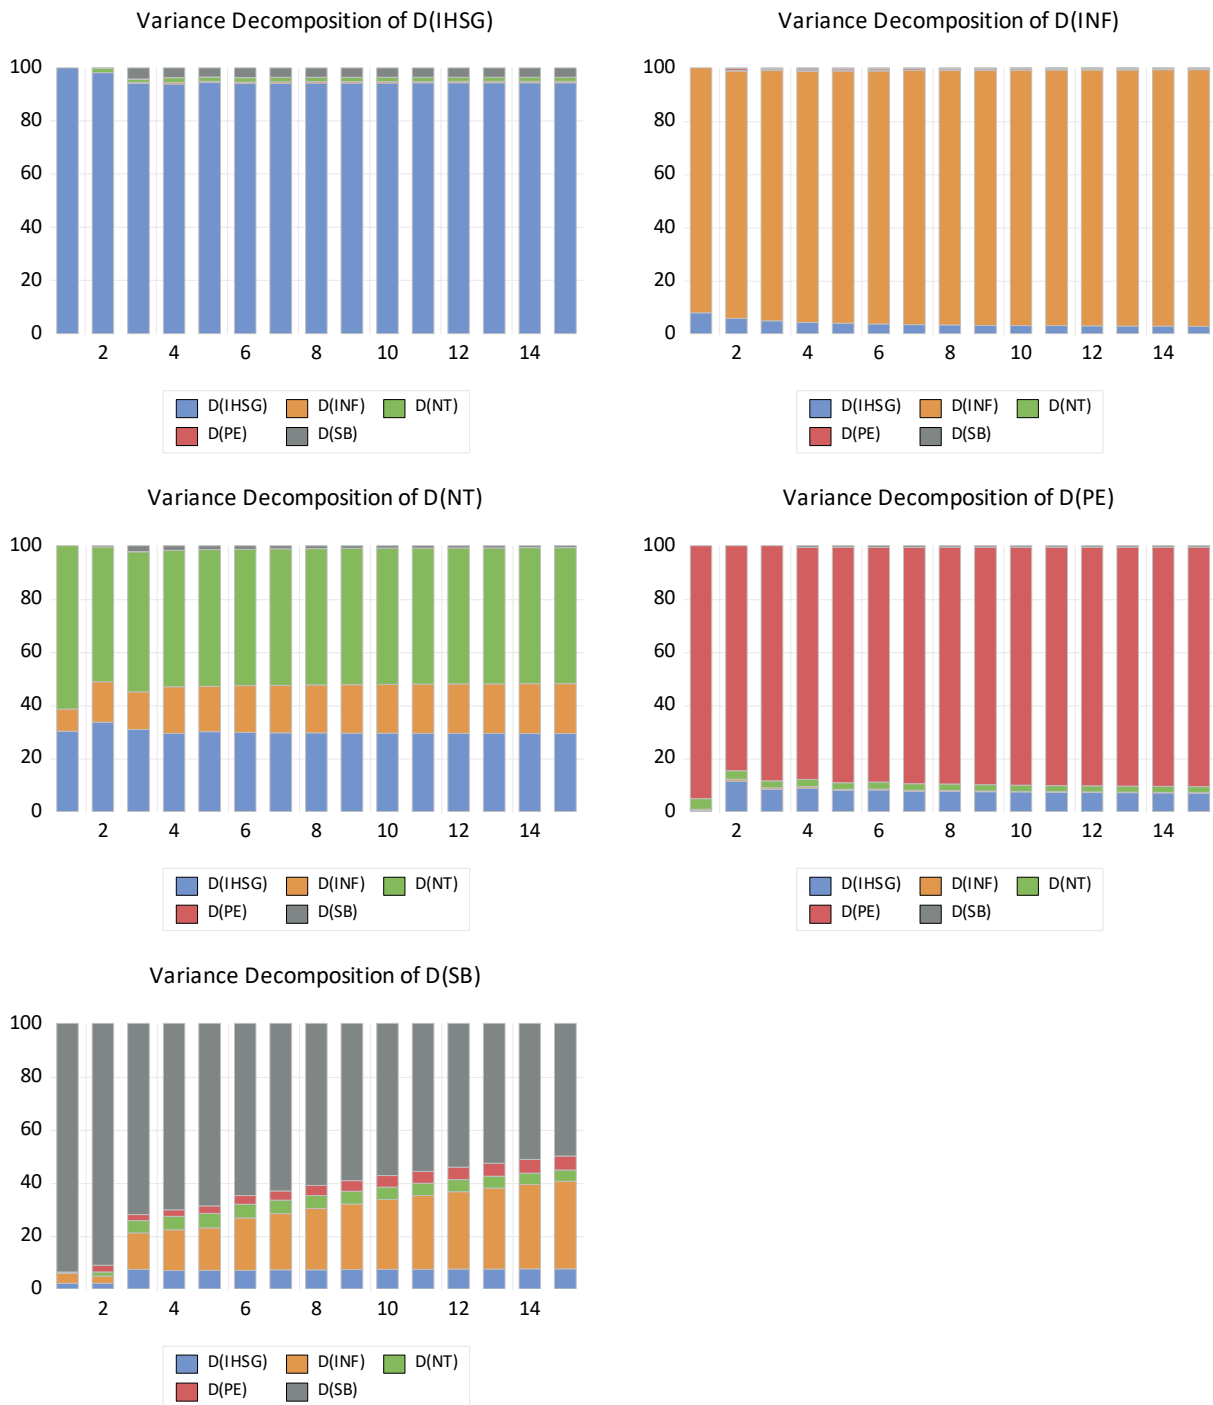 Variance Decomposition of D(IHSG)
100
80
60
40
20
0
2 4 6 8 10 12 14
D(IHSG) D(INF) D(NT)
D(PE) D(SB)
Variance Decomposition of D(INF)
100
80
60
40
20
0
2 4 6 8 10 12 14
D(IHSG) D(INF) D(NT)
D(PE) D(SB)
Variance Decomposition of D(NT)
100
80
60
40
20
0
2 4 6 8 10 12 14
D(IHSG) D(INF) D(NT)
D(PE) D(SB)
Variance Decomposition of D(PE)
100
80
60
40
20
0
2 4 6 8 10 12 14
D(IHSG) D(INF) D(NT)
D(PE) D(SB)
Variance Decomposition of D(SB)
100
80
60
40
20
0
2 4 6 8 10 12 14
D(IHSG) D(INF) D(NT)
D(PE) D(SB)